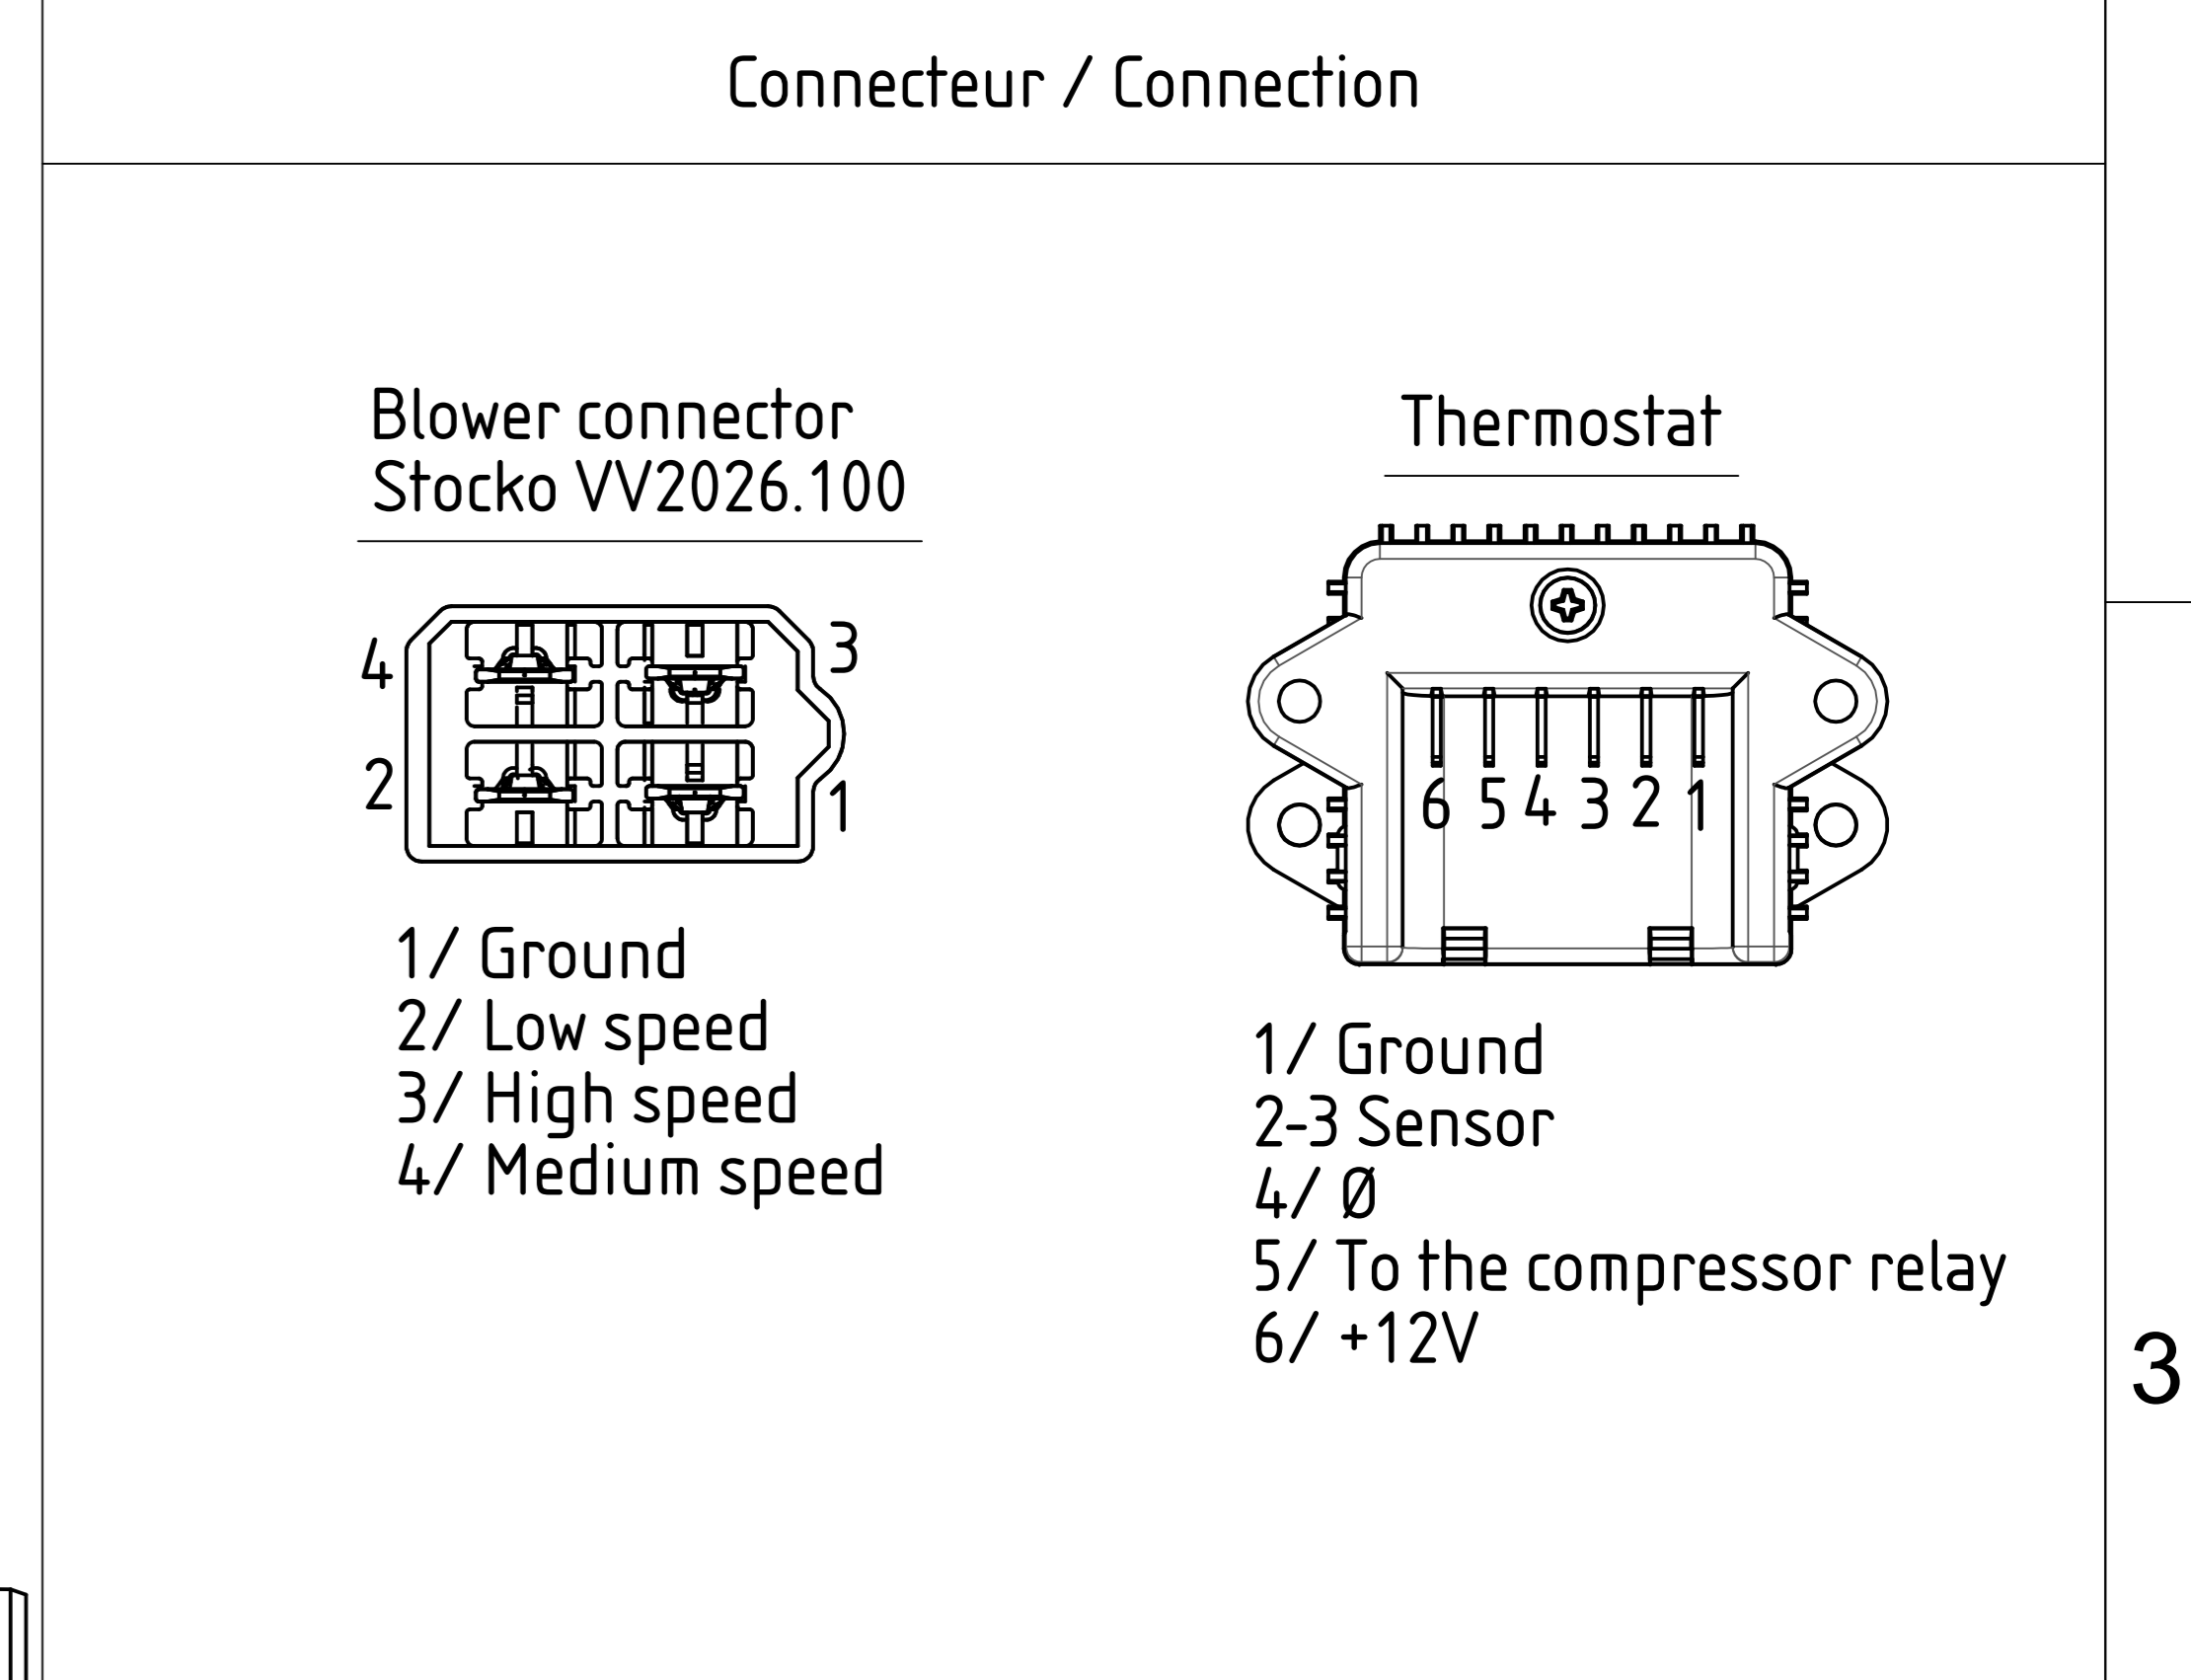 Connecteur / Connection
Blower connector
Stocko VV2026.100
4
3
2
1
1/ Ground
2/ Low speed
3/ High speed
4/ Medium speed
Thermostat
6 5 4 3 2 1
1/ Ground
2-3 Sensor
4/ Ø
5/ To the compressor relay
6/ +12V
3